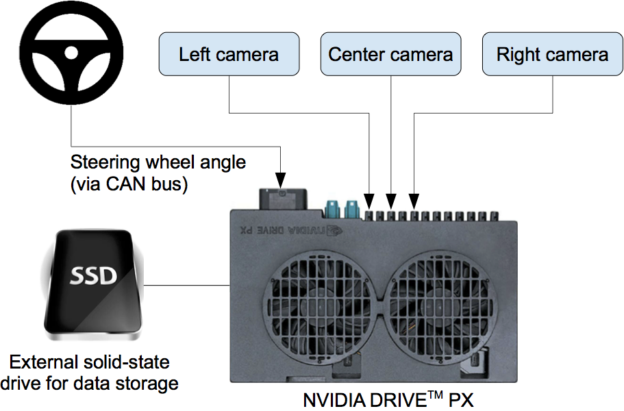 Left camera
Center camera
Right camera
Steering wheel angle
(via CAN bus)
NVIDIA DRIVE PX
SSD
External solid-state
drive for data storage
NVIDIA DRIVE™ PX